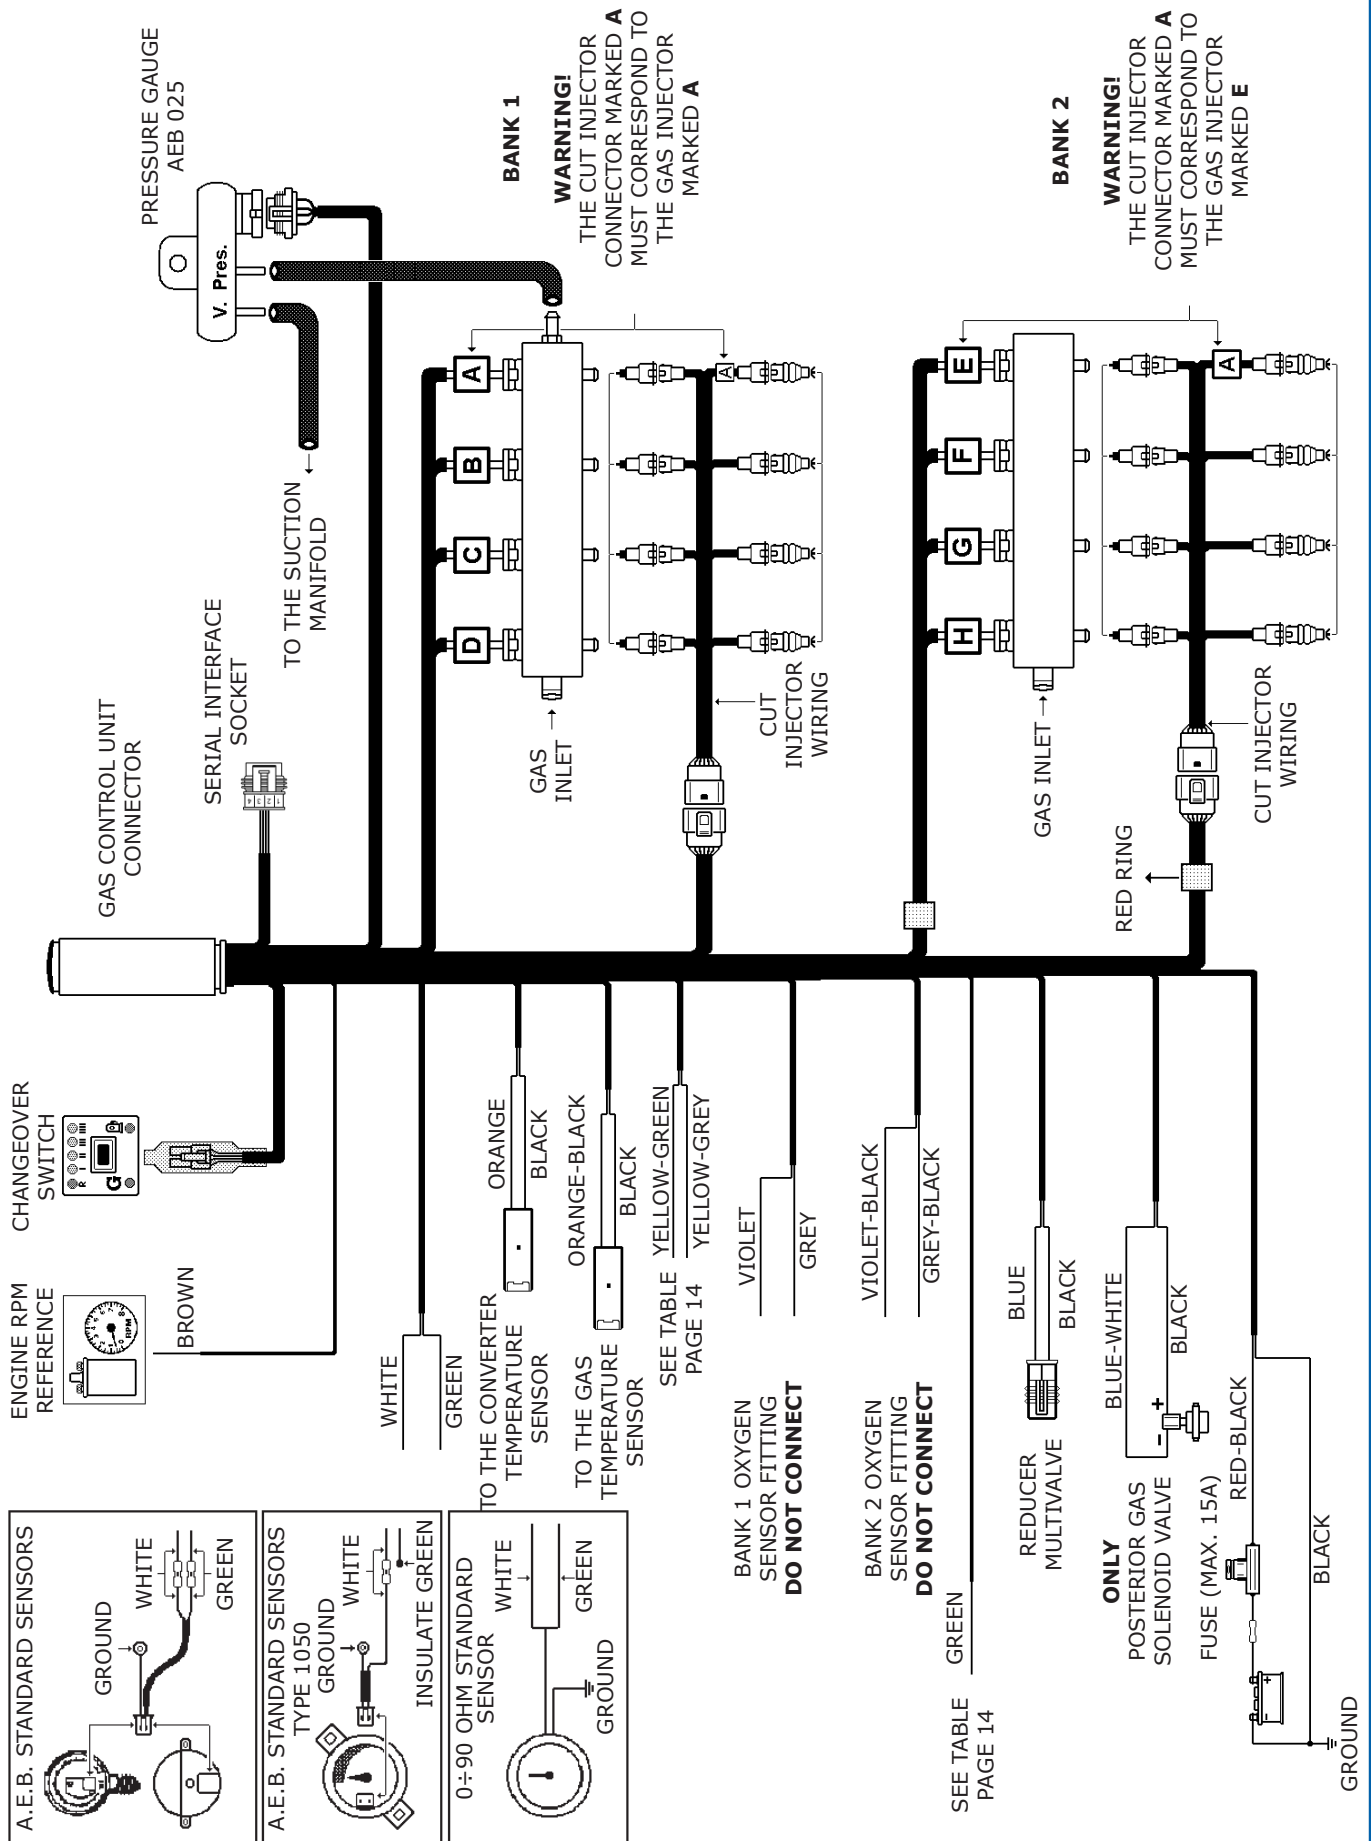 A.E.B. STANDARD SENSORS
GROUND
WHITE
GREEN
A.E.B. STANDARD SENSORS
TYPE 1050
GROUND
WHITE
INSULATE GREEN
0÷90 OHM STANDARD
SENSOR
WHITE
GREEN
GROUND
ENGINE RPM
REFERENCE
RPM
BROWN
CHANGEOVER
SWITCH
R I II III IIII
G
GAS CONTROL UNIT
CONNECTOR
SERIAL INTERFACE
SOCKET
4 3 2 1
TO THE SUCTION
MANIFOLD
PRESSURE GAUGE
AEB 025
V. Pres.
WHITE
GREEN
TO THE CONVERTER
TEMPERATURE
SENSOR
ORANGE
BLACK
TO THE GAS
TEMPERATURE
SENSOR
ORANGE-BLACK
BLACK
SEE TABLE
PAGE 14
YELLOW-GREEN
YELLOW-GREY
BANK 1 OXYGEN
SENSOR FITTING
DO NOT CONNECT
VIOLET
GREY
BANK 2 OXYGEN
SENSOR FITTING
DO NOT CONNECT
VIOLET-BLACK
GREY-BLACK
SEE TABLE
PAGE 14
GREEN
REDUCER
MULTIVALVE
BLUE
BLACK
ONLY
POSTERIOR GAS
SOLENOID VALVE
BLUE-WHITE
BLACK
– +
FUSE (MAX. 15A)
RED-BLACK
BLACK
- +
GROUND
D C B A
GAS
INLET
CUT
INJECTOR
WIRING
A
BANK 1
WARNING!
THE CUT INJECTOR
CONNECTOR MARKED A
MUST CORRESPOND TO
THE GAS INJECTOR
MARKED A
H G F E
GAS INLET
RED RING
CUT INJECTOR
WIRING
A
BANK 2
WARNING!
THE CUT INJECTOR
CONNECTOR MARKED A
MUST CORRESPOND TO
THE GAS INJECTOR
MARKED E